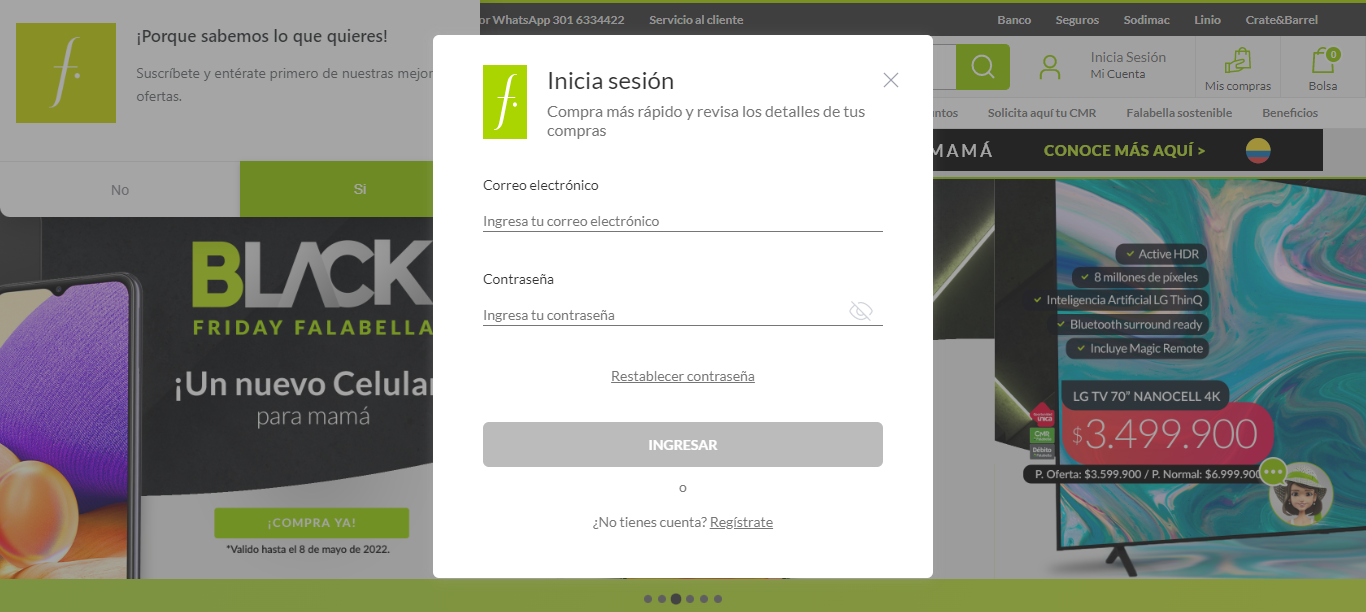 or WhatsApp 301 6334422
Servicio al cliente
Banco
Seguros
Sodimac
Linio
Crate&Barrel
¡Porque sabemos lo que quieres!
Suscríbete y entérate primero de nuestras mejor
ofertas.
No
Si
Inicia Sesión
Mi Cuenta
Mis compras
0
Bolsa
ntos
Solicita aquí tu CMR
Falabella sostenible
Beneficios
MAMÁ
CONOCE MÁS AQUÍ >
f.
Inicia sesión
Compra más rápido y revisa los detalles de tus
compras
Correo electrónico
Ingresa tu correo electrónico
Contraseña
Ingresa tu contraseña
Restablecer contraseña
INGRESAR
o
¿No tienes cuenta? Regístrate
BLACK
FRIDAY FALABELLA
¡Un nuevo Celular
para mamá
¡COMPRA YA!
*Valido hasta el 8 de mayo de 2022.
Active HDR
8 millones de píxeles
Inteligencia Artificial LG ThinQ
Bluetooth surround ready
Incluye Magic Remote
LG TV 70" NANOCELL 4K
$3.499.900
única
CMR
Débito
P. Oferta: $3.599.900 / P. Normal: $6.999.900